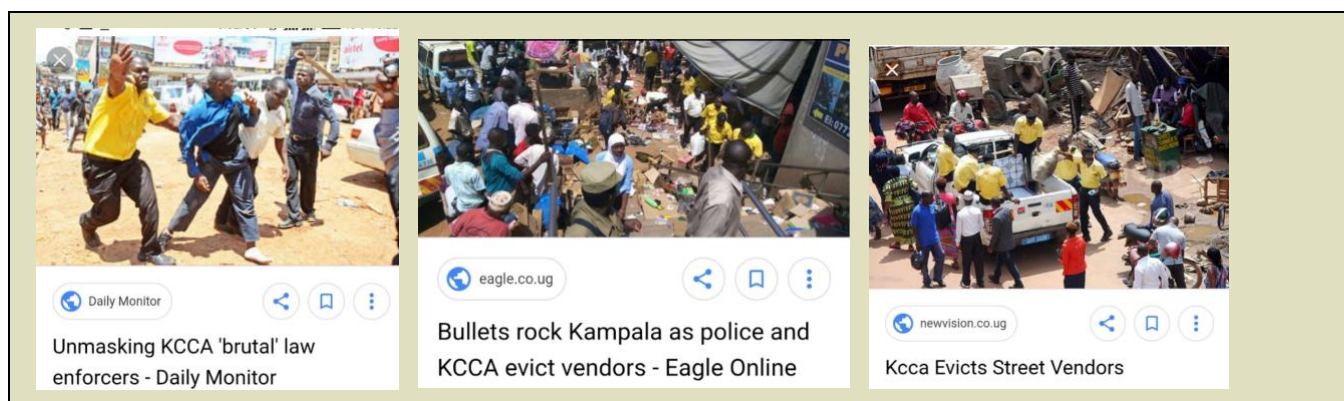 airtel
Daily Monitor
Unmasking KCCA 'brutal' law
enforcers - Daily Monitor
eagle.co.ug
Bullets rock Kampala as police and
KCCA evict vendors - Eagle Online
newvision.co.ug
Kcca Evicts Street Vendors